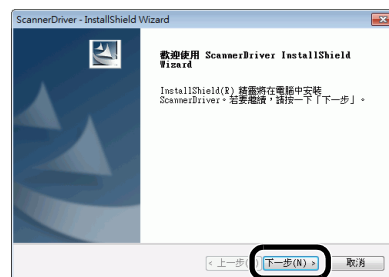 ScannerDriver - InstallShield Wizard
歡迎使用 ScannerDriver InstallShield
Wizard
InstallShield(R) 精靈將在電腦中安裝
ScannerDriver。若要繼續，請按一下「下一步」。
< 上一步(
下一步(N) >
取消